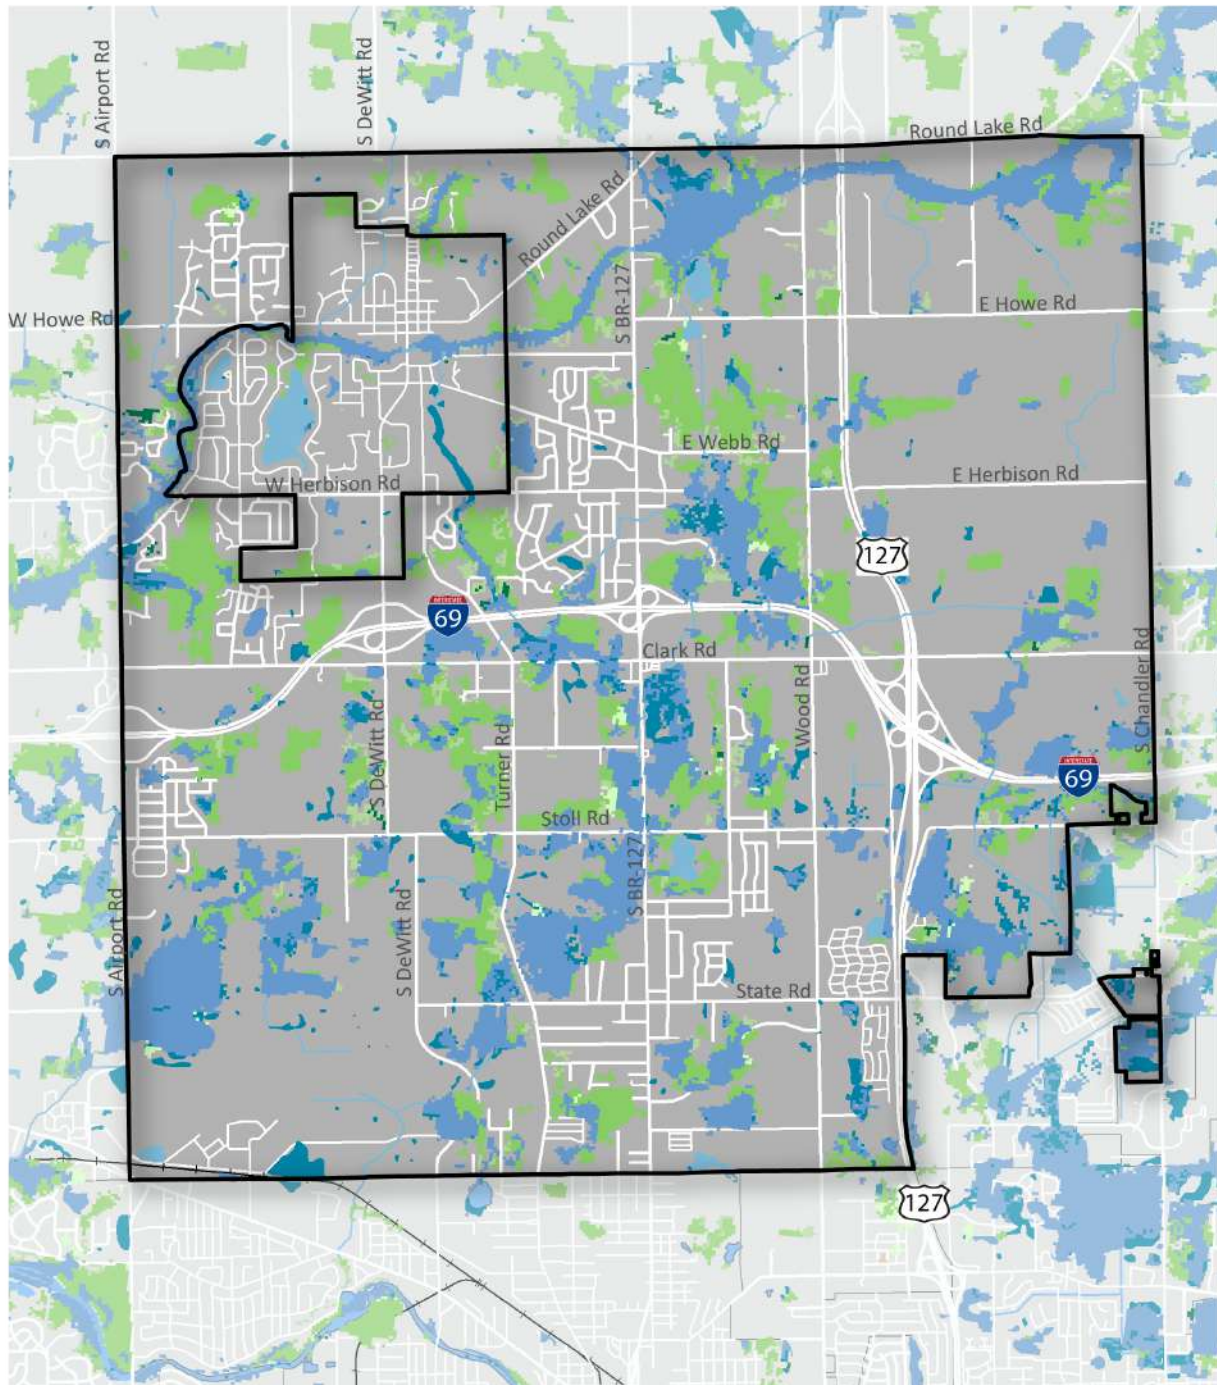 S Airport Rd
S DeWitt Rd
Round Lake Rd
Round Lake Rd
S BR-127
W Howe Rd
E Howe Rd
E Webb Rd
W Herbison Rd
E Herbison Rd
127
INTERSTATE
69
Clark Rd
Wood Rd
S Chandler Rd
S DeWitt Rd
Turner Rd
INTERSTATE
69
Stoll Rd
S BR-127
S Airport Rd
S DeWitt Rd
State Rd
127